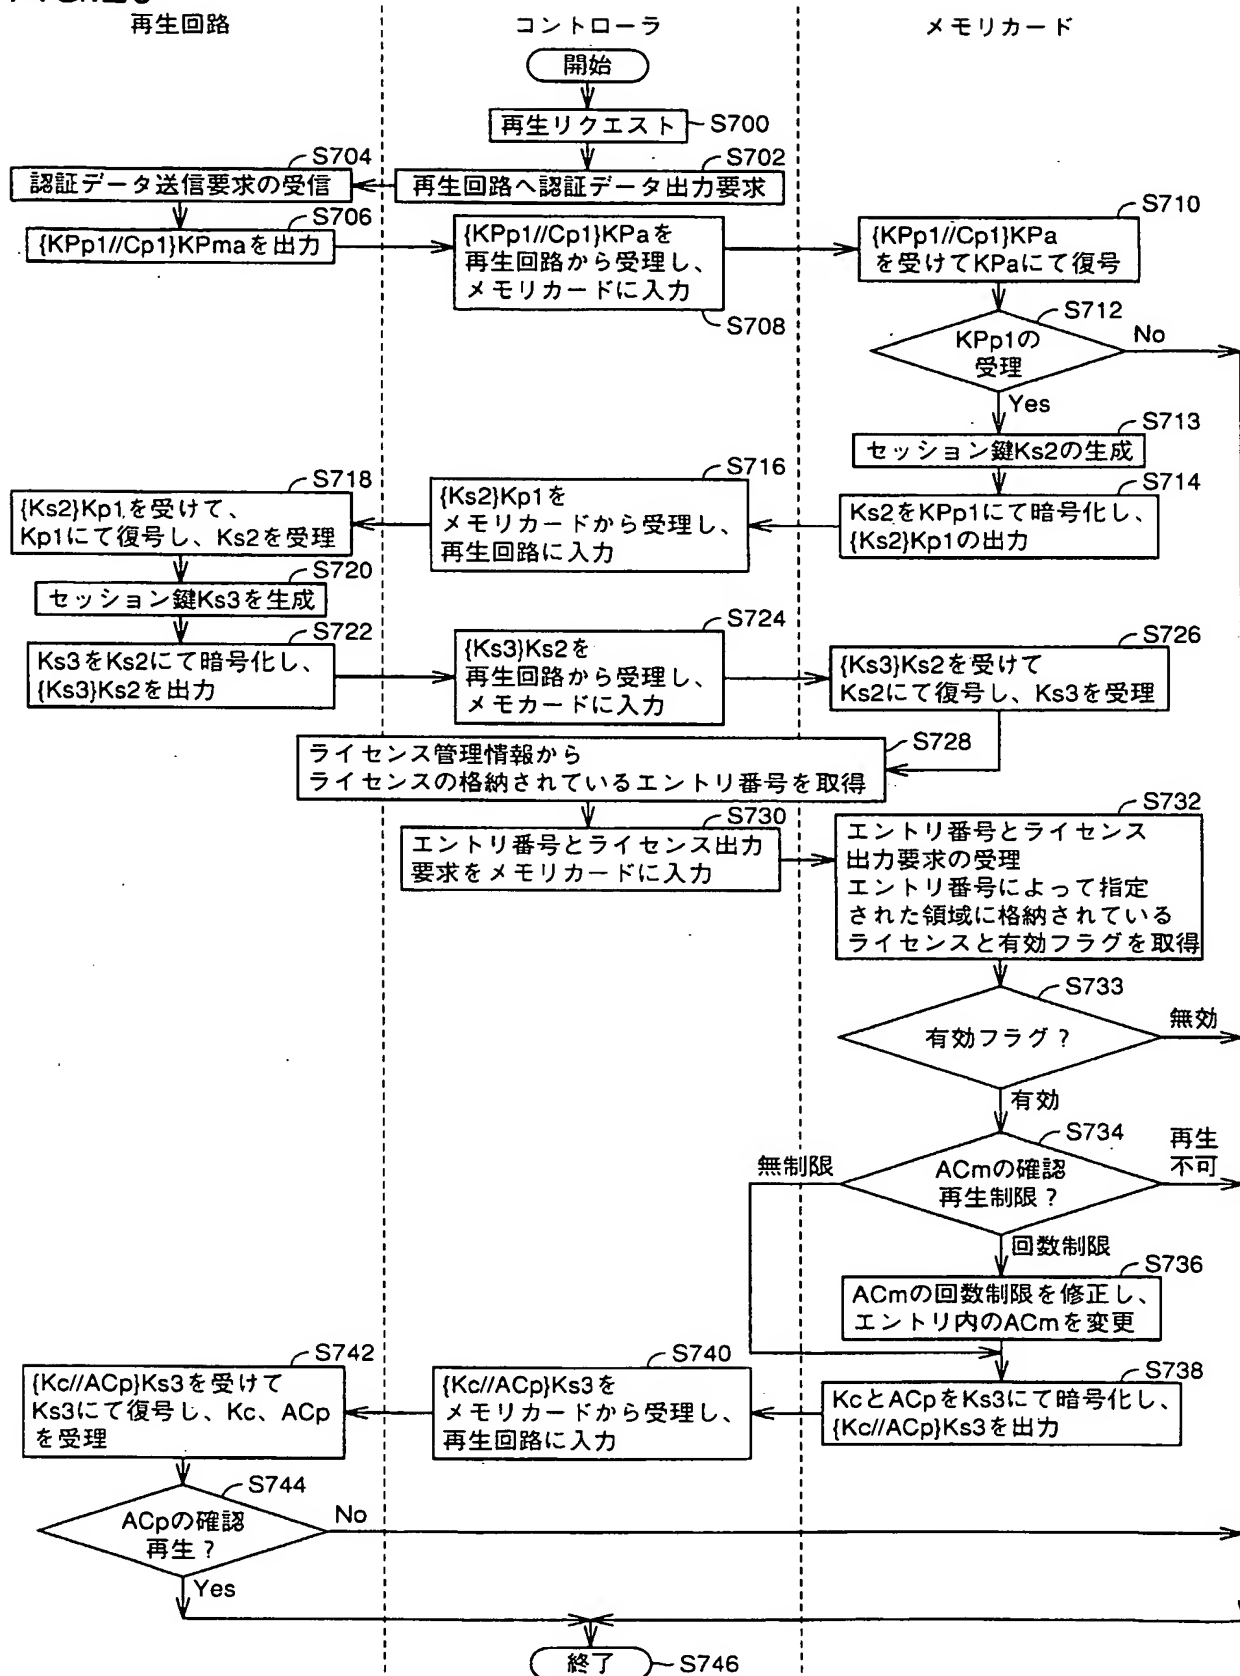 再生回路
コントローラ
メモリカード
開始
再生リクエスト
S700
S702
再生回路へ認証データ出力要求
S704
認証データ送信要求の受信
S706
{KPp1//Cp1}KPmaを出力
{KPp1//Cp1}KPaを
再生回路から受理し、
メモリカードに入力
S708
S710
{KPp1//Cp1}KPa
を受けてKPaにて復号
S712
KPp1の
受理
No
Yes
S713
セッション鍵Ks2の生成
S714
Ks2をKPp1にて暗号化し、
{Ks2}Kp1の出力
S716
{Ks2}Kp1を
メモリカードから受理し、
再生回路に入力
S718
{Ks2}Kp1を受けて、
Kp1にて復号し、Ks2を受理
S720
セッション鍵Ks3を生成
S722
Ks3をKs2にて暗号化し、
{Ks3}Ks2を出力
S724
{Ks3}Ks2を
再生回路から受理し、
メモカードに入力
S726
{Ks3}Ks2を受けて
Ks2にて復号し、Ks3を受理
S728
ライセンス管理情報から
ライセンスの格納されているエントリ番号を取得
S730
エントリ番号とライセンス出力
要求をメモリカードに入力
S732
エントリ番号とライセンス
出力要求の受理
エントリ番号によって指定
された領域に格納されている
ライセンスと有効フラグを取得
S733
有効フラグ?
無効
有効
S734
ACmの確認
再生制限?
無制限
再生
不可
回数制限
S736
ACmの回数制限を修正し、
エントリ内のACmを変更
S738
KcとACpをKs3にて暗号化し、
{Kc//ACp}Ks3を出力
S740
{Kc//ACp}Ks3を
メモリカードから受理し、
再生回路に入力
S742
{Kc//ACp}Ks3を受けて
Ks3にて復号し、Kc、ACp
を受理
S744
ACpの確認
再生?
No
Yes
終了
S746